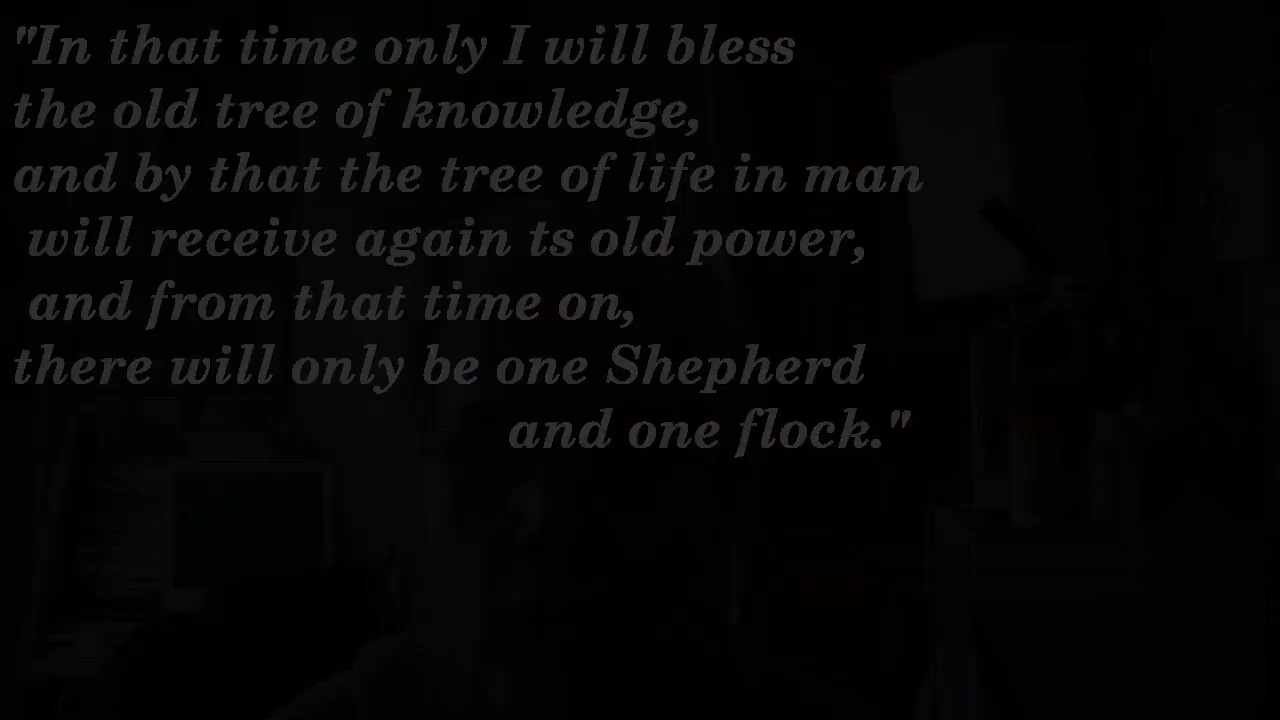 "In that time only I will bless
the old tree of knowledge,
and by that the tree of life in man
will receive again ts old power,
and from that time on,
there will only be one Shepherd
and one flock."